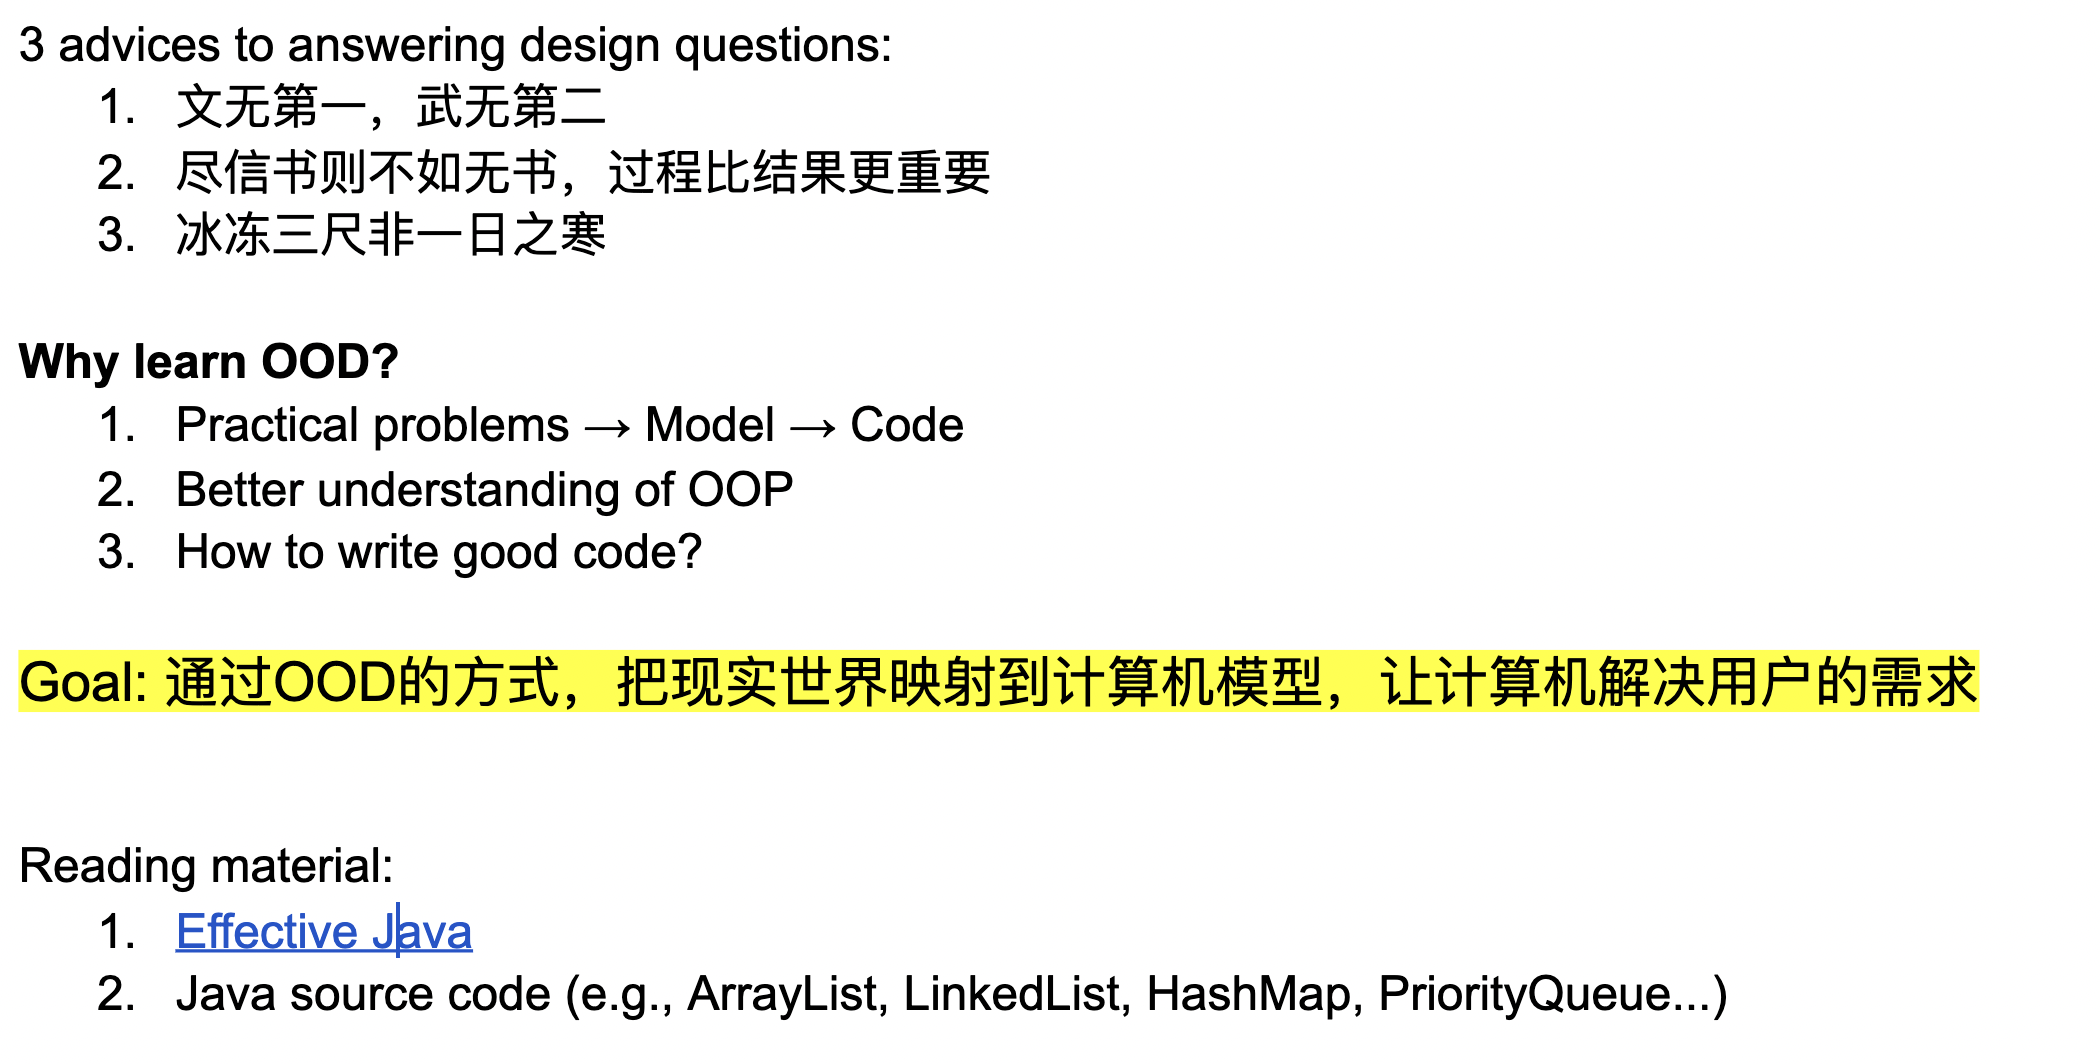 3 advices to answering design questions:
1. 文无第一，武无第二
2. 尽信书则不如无书，过程比结果更重要
3. 冰冻三尺非一日之寒
Why learn OOD?
1. Practical problems → Model → Code
2. Better understanding of OOP
3. How to write good code?
Goal: 通过OOD的方式，把现实世界映射到计算机模型，让计算机解决用户的需求
Reading material:
1. Effective Java
2. Java source code (e.g., ArrayList, LinkedList, HashMap, PriorityQueue...)